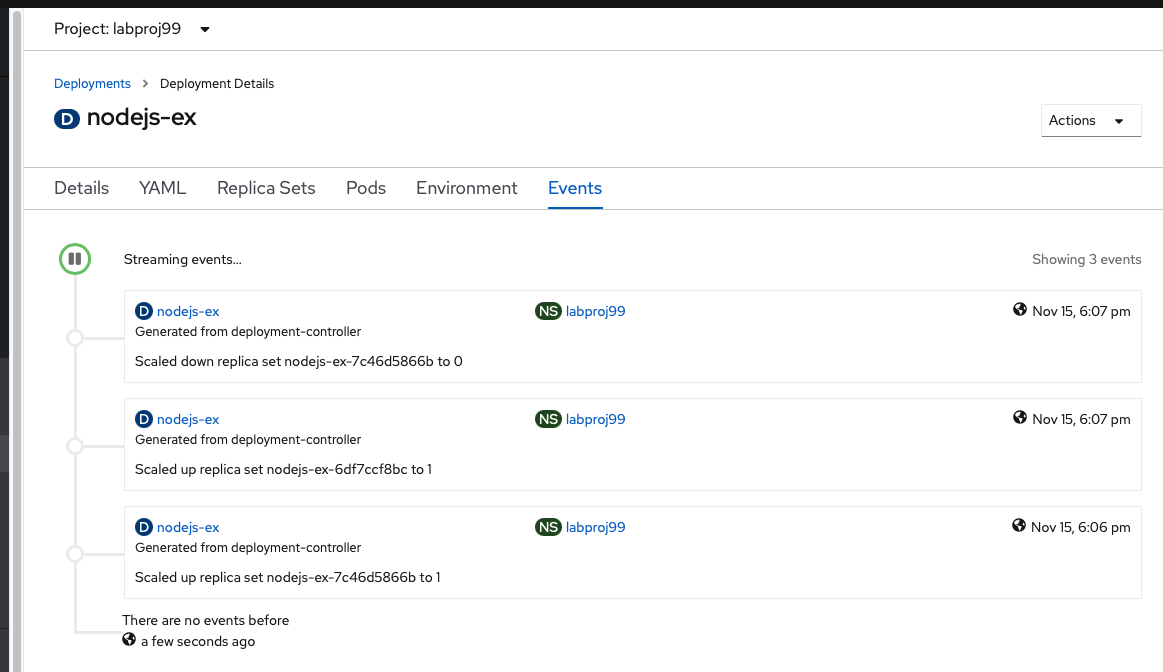 Project: labproj99
Deployments > Deployment Details
D nodejs-ex
Actions
Details YAML Replica Sets Pods Environment Events
Streaming events...
Showing 3 events
D nodejs-ex NS labproj99 Nov 15, 6:07 pm
Generated from deployment-controller
Scaled down replica set nodejs-ex-7c46d5866b to 0
D nodejs-ex NS labproj99 Nov 15, 6:07 pm
Generated from deployment-controller
Scaled up replica set nodejs-ex-6df7ccf8bc to 1
D nodejs-ex NS labproj99 Nov 15, 6:06 pm
Generated from deployment-controller
Scaled up replica set nodejs-ex-7c46d5866b to 1
There are no events before
a few seconds ago